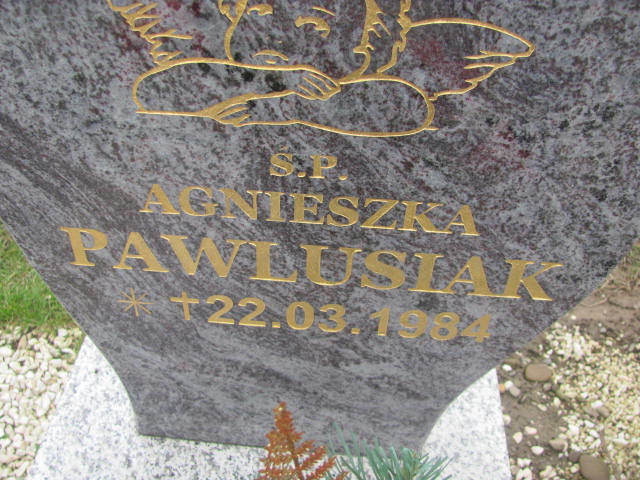 Ś.P.
AGNIESZKA
PAWLUSIAK
* † 22.03.1984